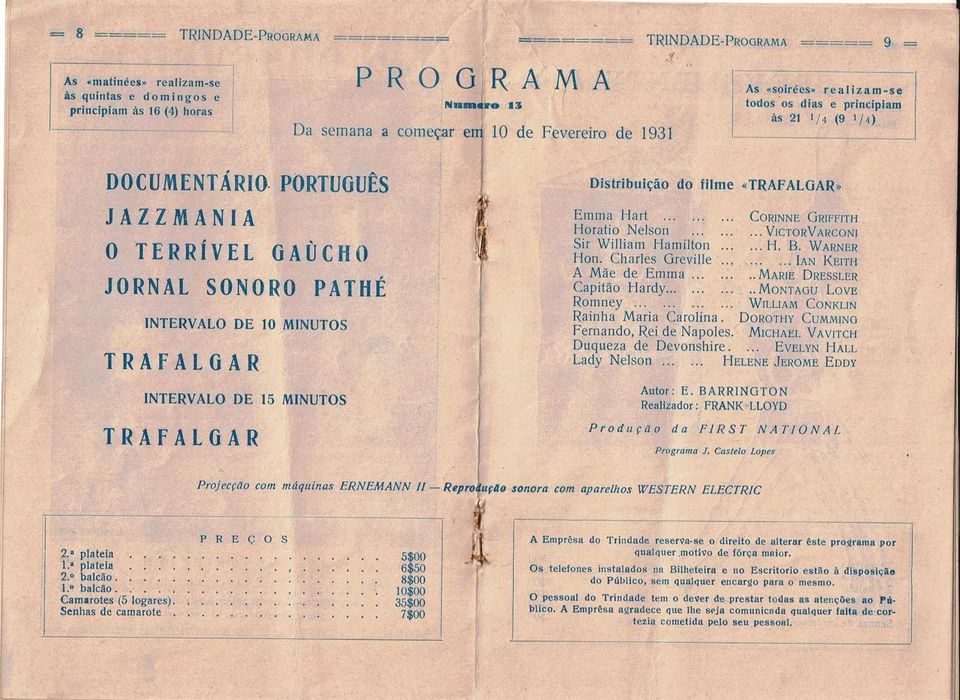 8 TRINDADE-PROGRAMA
TRINDADE-PROGRAMA 9
As «matinées» realizam-se
às quintas e domingos e
principiam às 16 (4) horas
PROGRAMA
Numero 13
Da semana a começar em 10 de Fevereiro de 1931
As «soirées» realizam-se
todos os dias e principiam
às 21 1/4 (9 1/4)
DOCUMENTÁRIO PORTUGUÊS
JAZZMANIA
O TERRÍVEL GAÙCHO
JORNAL SONORO PATHÉ
INTERVALO DE 10 MINUTOS
TRAFALGAR
INTERVALO DE 15 MINUTOS
TRAFALGAR
Distribuição do filme «TRAFALGAR»
Emma Hart ... ... ... CORINNE GRIFFITH
Horatio Nelson ... ... ... VICTOR VARCONI
Sir William Hamilton ... ... H. B. WARNER
Hon. Charles Greville ... ... ... IAN KEITH
A Mãe de Emma ... ... .. MARIE DRESSLER
Capitão Hardy... ... ... .. MONTAGU LOVE
Romney ... ... ... ... WILLIAM CONKLIN
Rainha Maria Carolina. DOROTHY CUMMING
Fernando, Rei de Napoles. MICHAEL VAVITCH
Duqueza de Devonshire. ... EVELYN HALL
Lady Nelson ... ... HELENE JEROME EDDY
Autor: E. BARRINGTON
Realizador: FRANK LLOYD
Produção da FIRST NATIONAL
Programa J. Castelo Lopes
Projecção com máquinas ERNEMANN II — Reprodução sonora com aparelhos WESTERN ELECTRIC
PREÇOS
2.ª plateia . . . . . . . . . . . . . 5$00
1.ª plateia . . . . . . . . . . . . . 6$50
2.º balcão . . . . . . . . . . . . . 8$00
1.º balcão . . . . . . . . . . . . . 10$00
Camarotes (5 logares) . . . . . . . . . . 35$00
Senhas de camarote . . . . . . . . . . . 7$00
A Emprêsa do Trindade reserva-se o direito de alterar êste programa por
qualquer motivo de fôrça maior.
Os telefones instalados na Bilheteira e no Escritorio estão à disposição
do Público, sem qualquer encargo para o mesmo.
O pessoal do Trindade tem o dever de prestar todas as atenções ao Pú-
blico. A Emprêsa agradece que lhe seja comunicada qualquer falta de cor-
tezia cometida pelo seu pessoal.